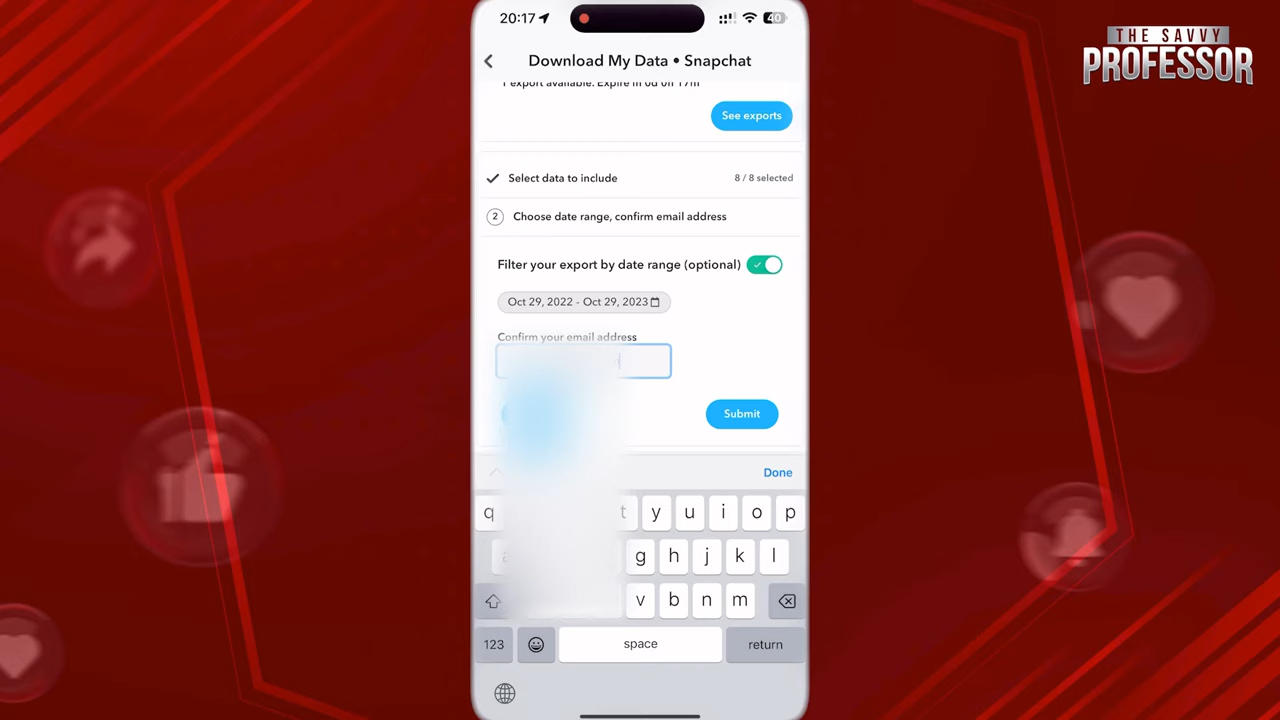 20:17
40
THE SAVVY
PROFESSOR
Download My Data • Snapchat
1 export available. Expire in 0d 0h 17m
See exports
Select data to include
8 / 8 selected
2
Choose date range, confirm email address
Filter your export by date range (optional)
Oct 29, 2022 - Oct 29, 2023
Confirm your email address
Submit
Done
q t y u i o p
a g h j k l
v b n m
123 space return